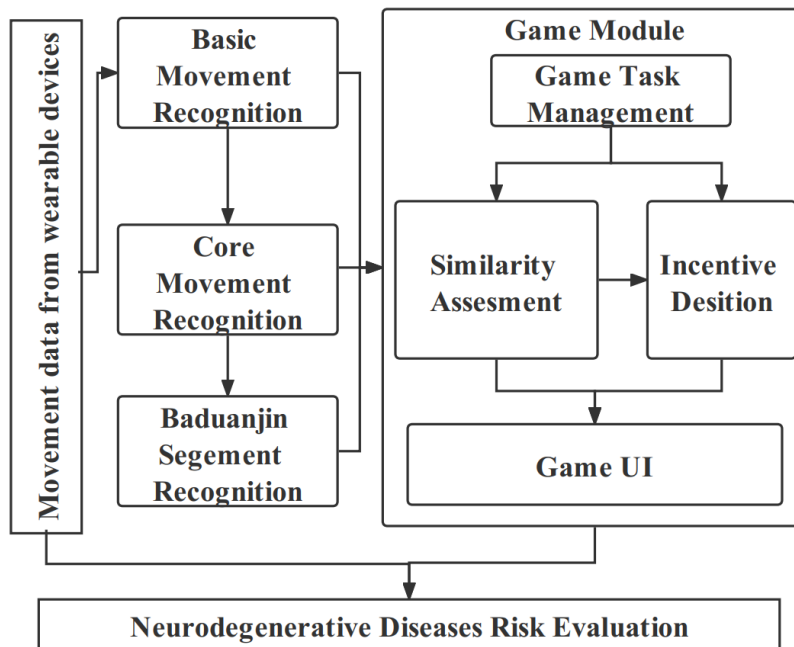 Movement data from wearable devices
Basic
Movement
Recognition
Core
Movement
Recognition
Baduanjin
Segement
Recognition
Game Module
Game Task
Management
Similarity
Assesment
Incentive
Desition
Game UI
Neurodegenerative Diseases Risk Evaluation